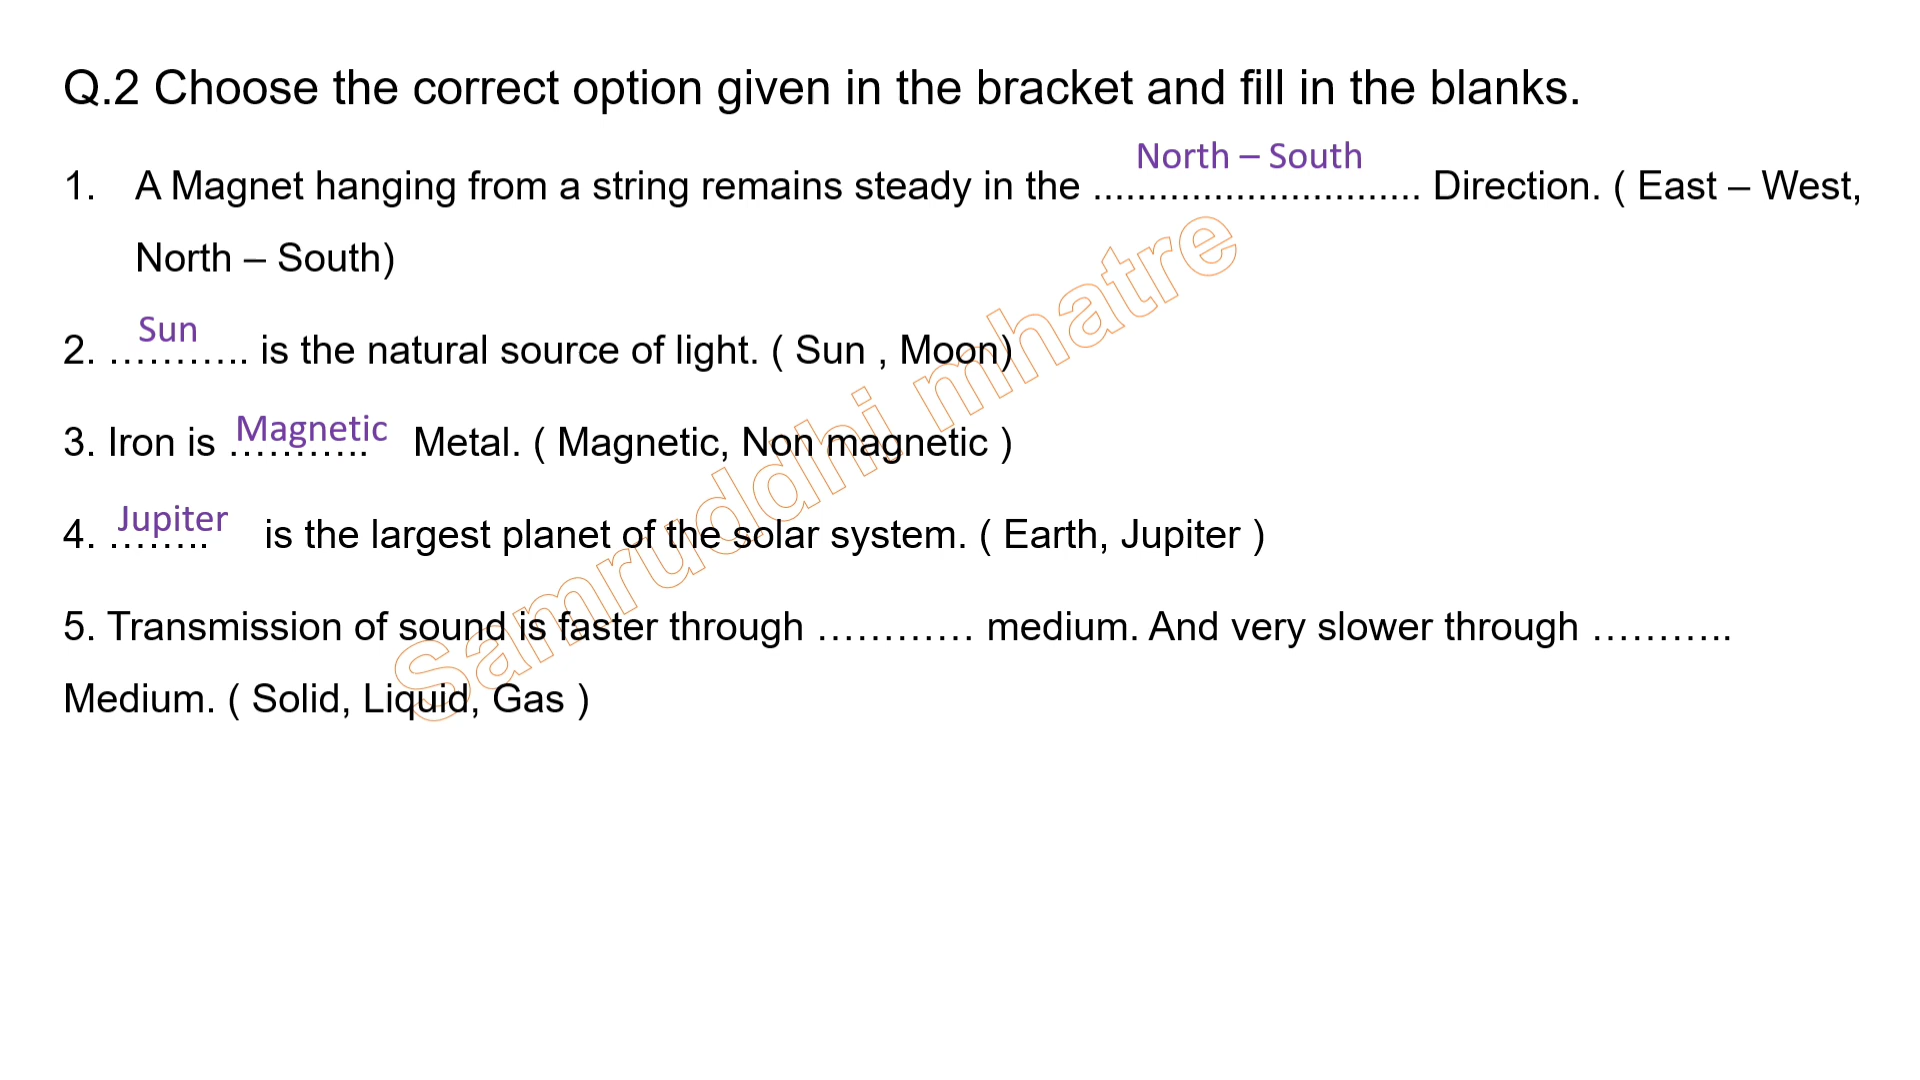 Q.2 Choose the correct option given in the bracket and fill in the blanks.
North – South
1. A Magnet hanging from a string remains steady in the .............................. Direction. ( East – West,
North – South)
Sun
2. ……….. is the natural source of light. ( Sun , Moon)
Magnetic
3. Iron is ……….. Metal. ( Magnetic, Non magnetic )
Jupiter
4. …….. is the largest planet of the solar system. ( Earth, Jupiter )
5. Transmission of sound is faster through ………… medium. And very slower through ………..
Medium. ( Solid, Liquid, Gas )
Samruddhi mhatre